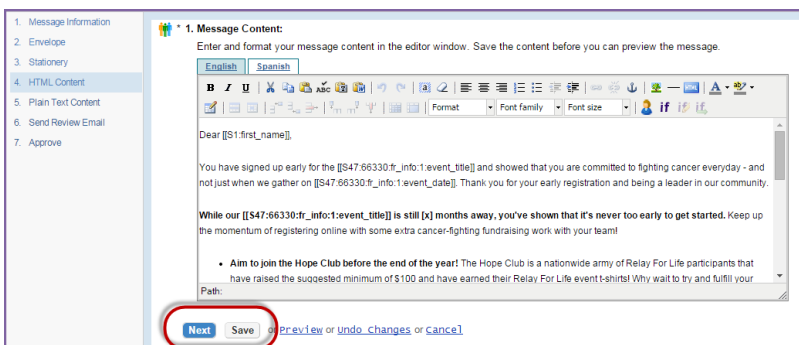 1. Message Information
2. Envelope
3. Stationery
4. HTML Content
5. Plain Text Content
6. Send Review Email
7. Approve
* 1. Message Content:
Enter and format your message content in the editor window. Save the content before you can preview the message.
English Spanish
B I U ABC HTML A ab
Format Font family Font size if if if
Dear [[S1:first_name]],
You have signed up early for the [[S47:66330:fr_info:1:event_title]] and showed that you are committed to fighting cancer everyday - and
not just when we gather on [[S47:66330:fr_info:1:event_date]]. Thank you for your early registration and being a leader in our community.
While our [[S47:66330:fr_info:1:event_title]] is still [x] months away, you've shown that it's never too early to get started. Keep up
the momentum of registering online with some extra cancer-fighting fundraising work with your team!
• Aim to join the Hope Club before the end of the year! The Hope Club is a nationwide army of Relay For Life participants that
have raised the suggested minimum of $100 and have earned their Relay For Life event t-shirts! Why wait to try and fulfill your
Path:
Next Save or Preview or Undo Changes or Cancel